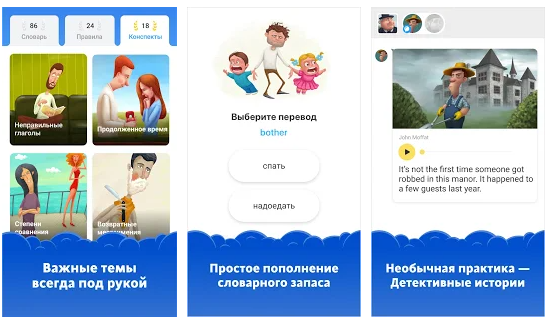 86
Словарь
24
Правила
18
Конспекты
Неправильные
глаголы
Продолженное время
Степени
сравнения
Возвратные
местоимения
Важные темы
всегда под рукой
Выберите перевод
bother
спать
надоедать
Простое пополнение
словарного запаса
John Moffat
It's not the first time someone got
robbed in this manor. It happened to
a few guests last year.
Необычная практика —
Детективные истории